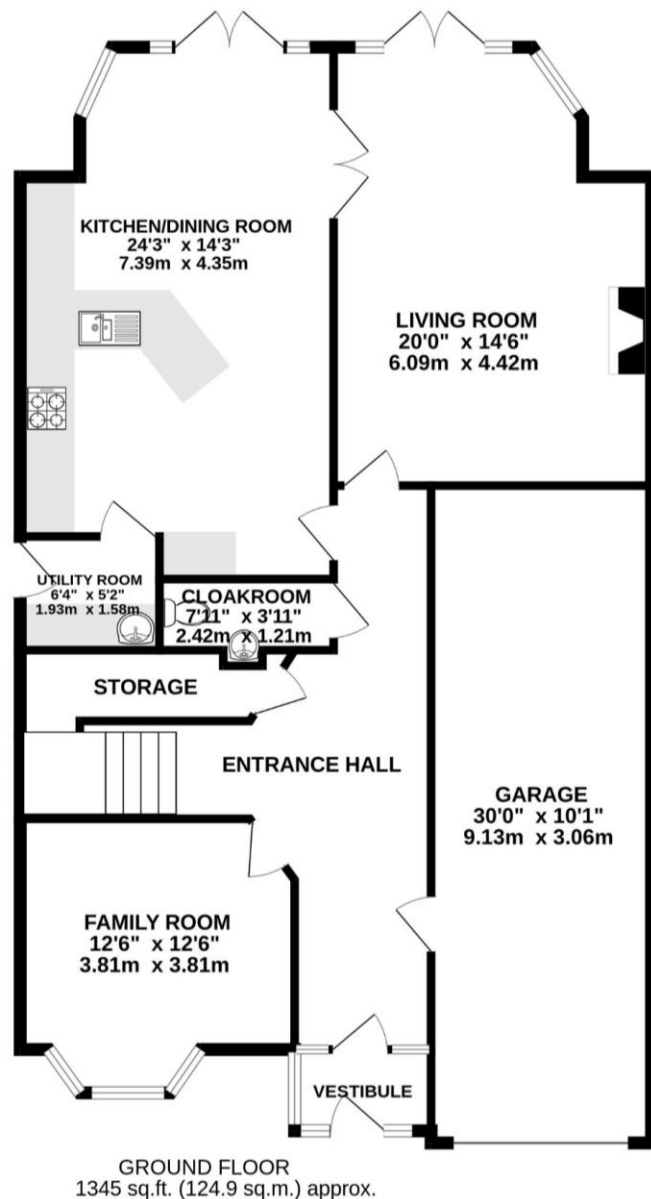 KITCHEN/DINING ROOM
24'3" x 14'3"
7.39m x 4.35m
LIVING ROOM
20'0" x 14'6"
6.09m x 4.42m
UTILITY ROOM
6'4" x 5'2"
1.93m x 1.58m
CLOAKROOM
7'11" x 3'11"
2.42m x 1.21m
STORAGE
ENTRANCE HALL
GARAGE
30'0" x 10'1"
9.13m x 3.06m
FAMILY ROOM
12'6" x 12'6"
3.81m x 3.81m
VESTIBULE
GROUND FLOOR
1345 sq.ft. (124.9 sq.m.) approx.